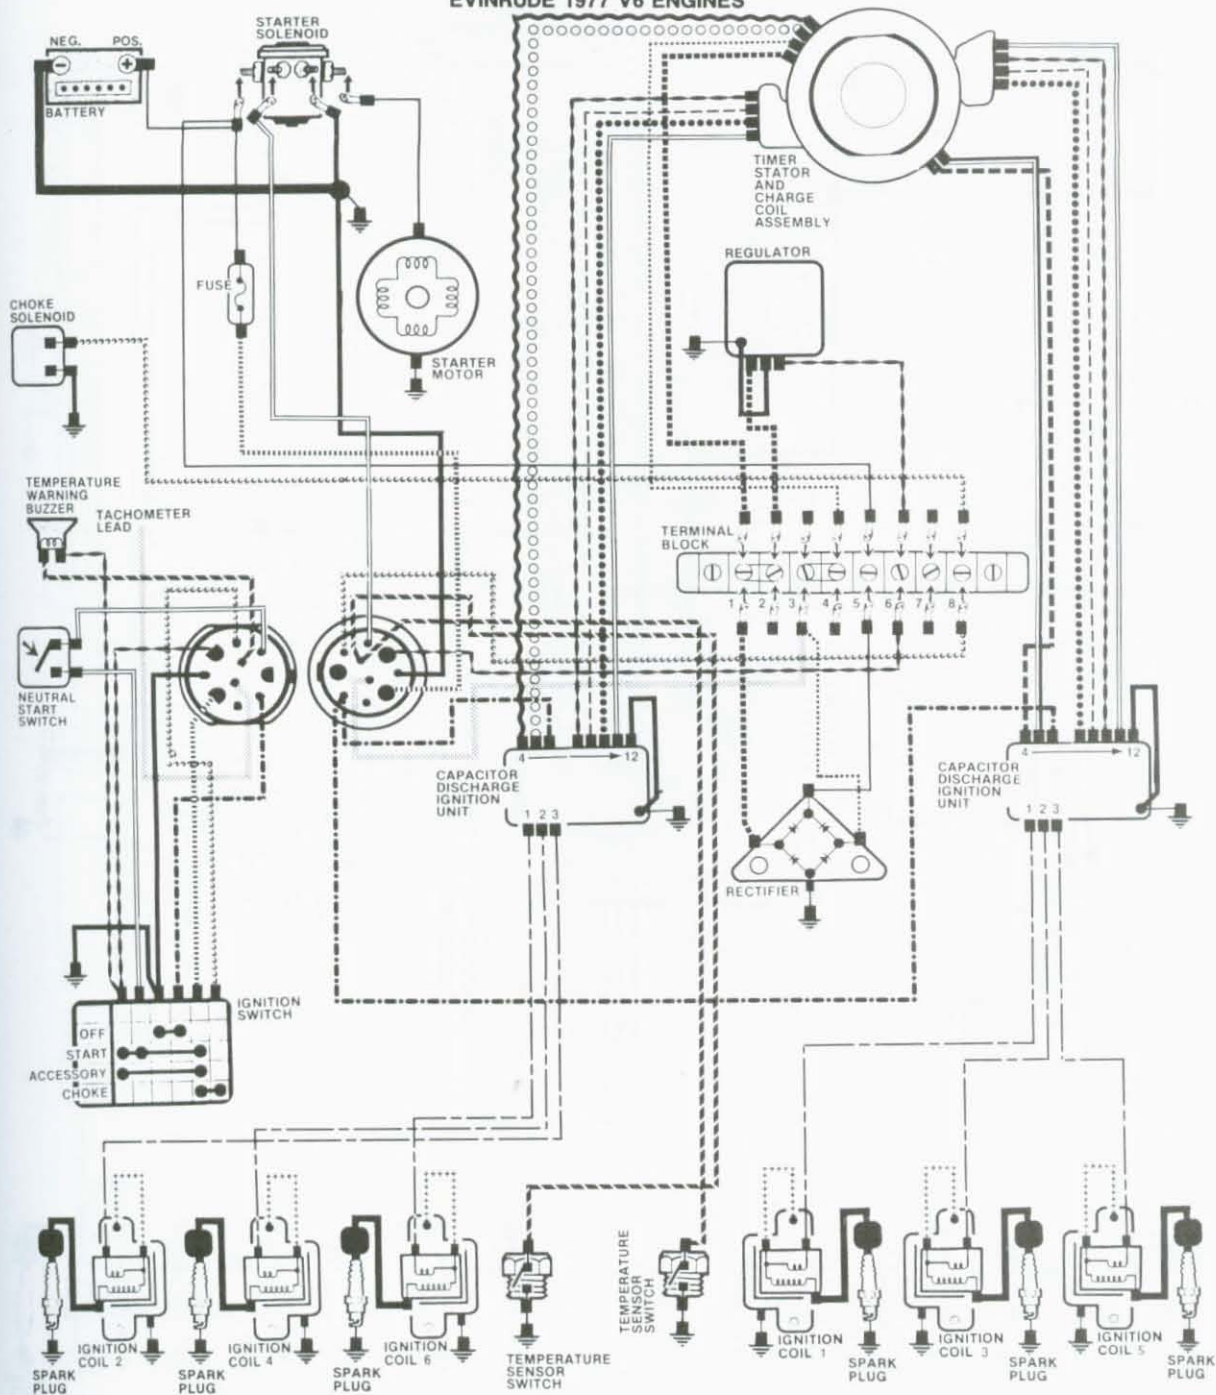 EVINRUDE 1977 V6 ENGINES
STARTER
SOLENOID
NEG. POS.
BATTERY
TIMER
STATOR
AND
CHARGE
COIL
ASSEMBLY
REGULATOR
FUSE
CHOKE
SOLENOID
STARTER
MOTOR
TEMPERATURE
WARNING
BUZZER
TACHOMETER
LEAD
TERMINAL
BLOCK
1 2 3 4 5 6 7 8
NEUTRAL
START
SWITCH
CAPACITOR
DISCHARGE
IGNITION
UNIT
4 12
1 2 3
CAPACITOR
DISCHARGE
IGNITION
UNIT
4 12
1 2 3
RECTIFIER
IGNITION
SWITCH
OFF
START
ACCESSORY
CHOKE
SPARK
PLUG
IGNITION
COIL 2
SPARK
PLUG
IGNITION
COIL 4
SPARK
PLUG
IGNITION
COIL 6
TEMPERATURE
SENSOR
SWITCH
TEMPERATURE
SENSOR
SWITCH
IGNITION
COIL 1
SPARK
PLUG
IGNITION
COIL 3
SPARK
PLUG
IGNITION
COIL 5
SPARK
PLUG